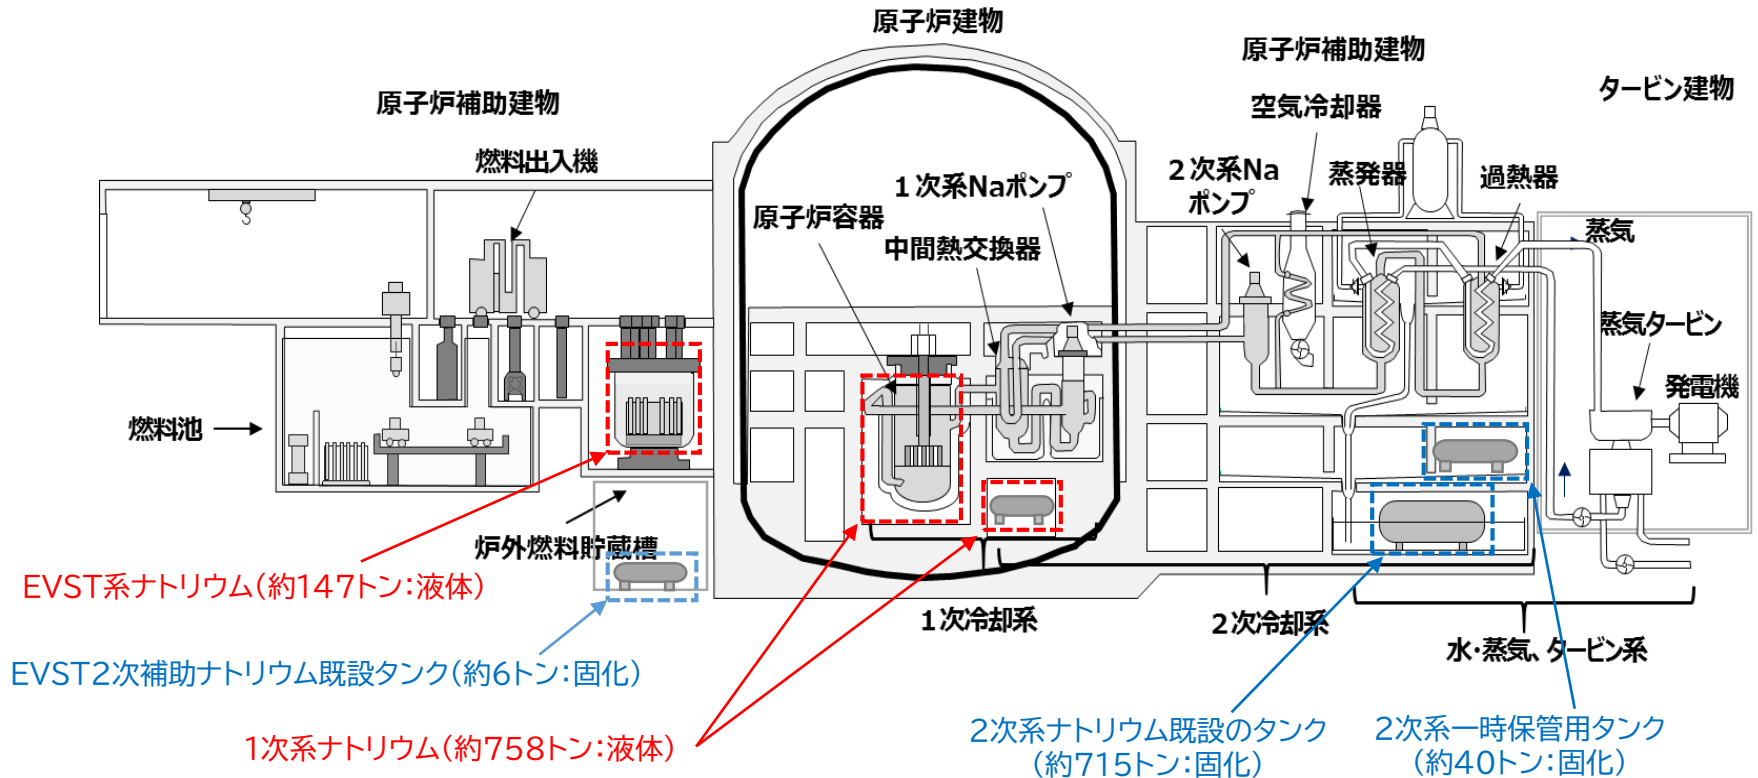 原子炉建物
原子炉補助建物
タービン建物
原子炉補助建物
空気冷却器
燃料出入機
1次系Naポンプ
2次系Na
ポンプ
蒸発器
過熱器
原子炉容器
中間熱交換器
蒸気
蒸気タービン
発電機
燃料池
炉外燃料貯蔵槽
EVST系ナトリウム(約147トン:液体)
1次冷却系
2次冷却系
水・蒸気、タービン系
EVST2次補助ナトリウム既設タンク(約6トン:固化)
1次系ナトリウム(約758トン:液体)
2次系ナトリウム既設のタンク
(約715トン:固化)
2次系一時保管用タンク
(約40トン:固化)